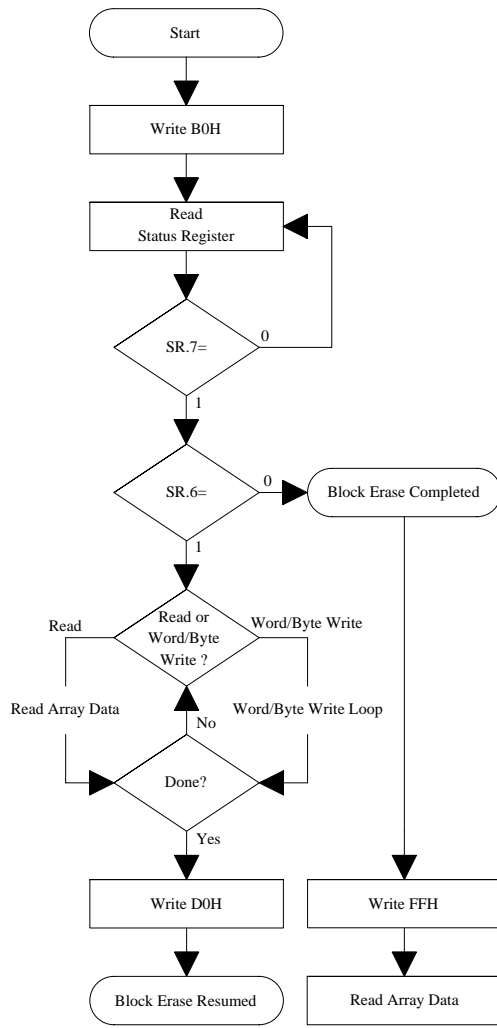 Start
Write B0H
Read
Status Register
SR.7=
0
1
SR.6=
0
Block Erase Completed
1
Read
Read or
Word/Byte
Write ?
Word/Byte Write
Read Array Data
No
Word/Byte Write Loop
Done?
Yes
Write D0H
Write FFH
Block Erase Resumed
Read Array Data